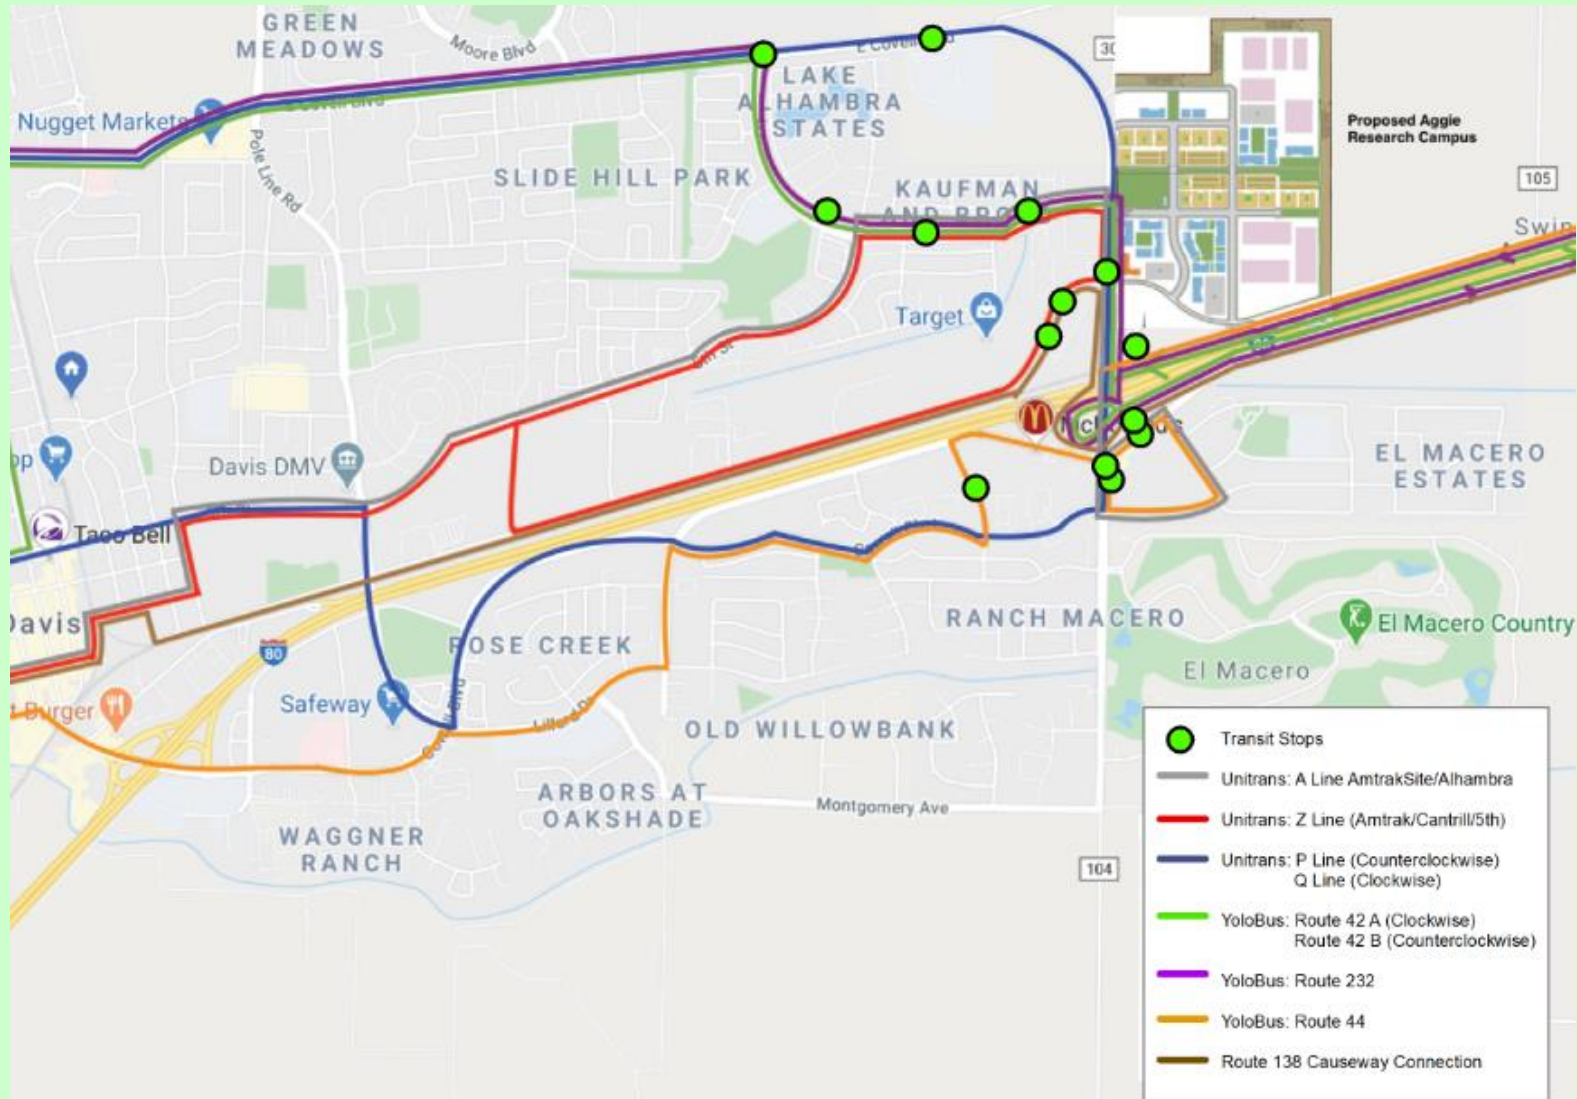 GREEN
MEADOWS
Moore Blvd
LAKE
ALHAMBRA
ESTATES
Nugget Markets
Pole Line Rd
SLIDE HILL PARK
KAUFMAN
Proposed Aggie
Research Campus
105
Target
Davis DMV
EL MACERO
ESTATES
Taco Bell
Davis
80
ROSE CREEK
RANCH MACERO
El Macero Country
El Macero
Safeway
Burger
OLD WILLOWBANK
ARBORS AT
OAKSHADE
Montgomery Ave
WAGGNER
RANCH
104
Transit Stops
Unitrans: A Line AmtrakSite/Alhambra
Unitrans: Z Line (Amtrak/Cantrill/5th)
Unitrans: P Line (Counterclockwise)
Q Line (Clockwise)
YoloBus: Route 42 A (Clockwise)
Route 42 B (Counterclockwise)
YoloBus: Route 232
YoloBus: Route 44
Route 138 Causeway Connection